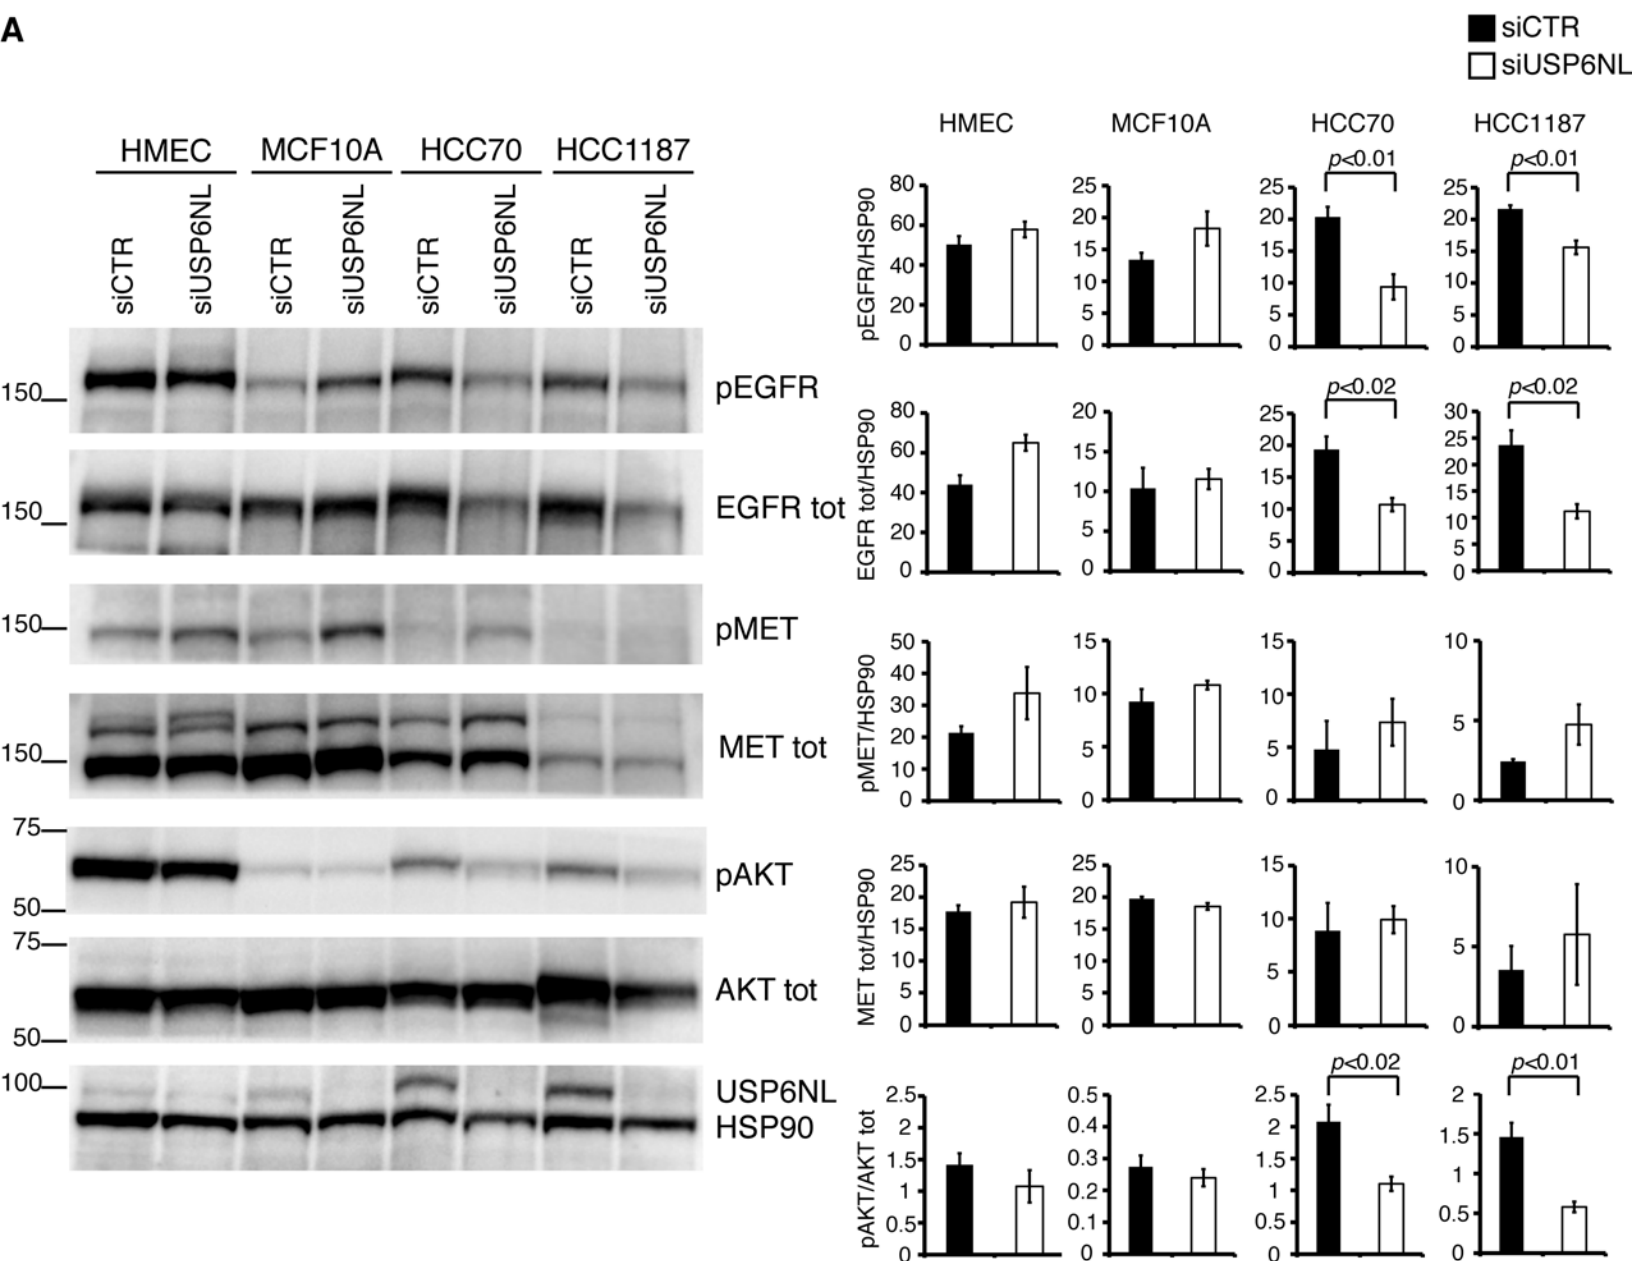 A
siCTR
siUSP6NL
HMEC MCF10A HCC70 HCC1187
siCTR siUSP6NL siCTR siUSP6NL siCTR siUSP6NL siCTR siUSP6NL
150 pEGFR
150 EGFR tot
150 pMET
150 MET tot
75
pAKT
50
75
AKT tot
50
100 USP6NL
HSP90
HMEC MCF10A HCC70 HCC1187
p<0.01 p<0.01
pEGFR/HSP90
80 60 40 20 0
25 20 15 10 5 0
25 20 15 10 5 0
25 20 15 10 5 0
p<0.02 p<0.02
EGFR tot/HSP90
80 60 40 20 0
20 15 10 5 0
25 20 15 10 5 0
30 25 20 15 10 5 0
pMET/HSP90
50 40 30 20 10 0
15 10 5 0
15 10 5 0
10 5 0
MET tot/HSP90
25 20 15 10 5 0
25 20 15 10 5 0
15 10 5 0
10 5 0
p<0.02 p<0.01
pAKT/AKT tot
2.5 2 1.5 1 0.5 0
0.5 0.4 0.3 0.2 0.1 0
2.5 2 1.5 1 0.5 0
2 1.5 1 0.5 0